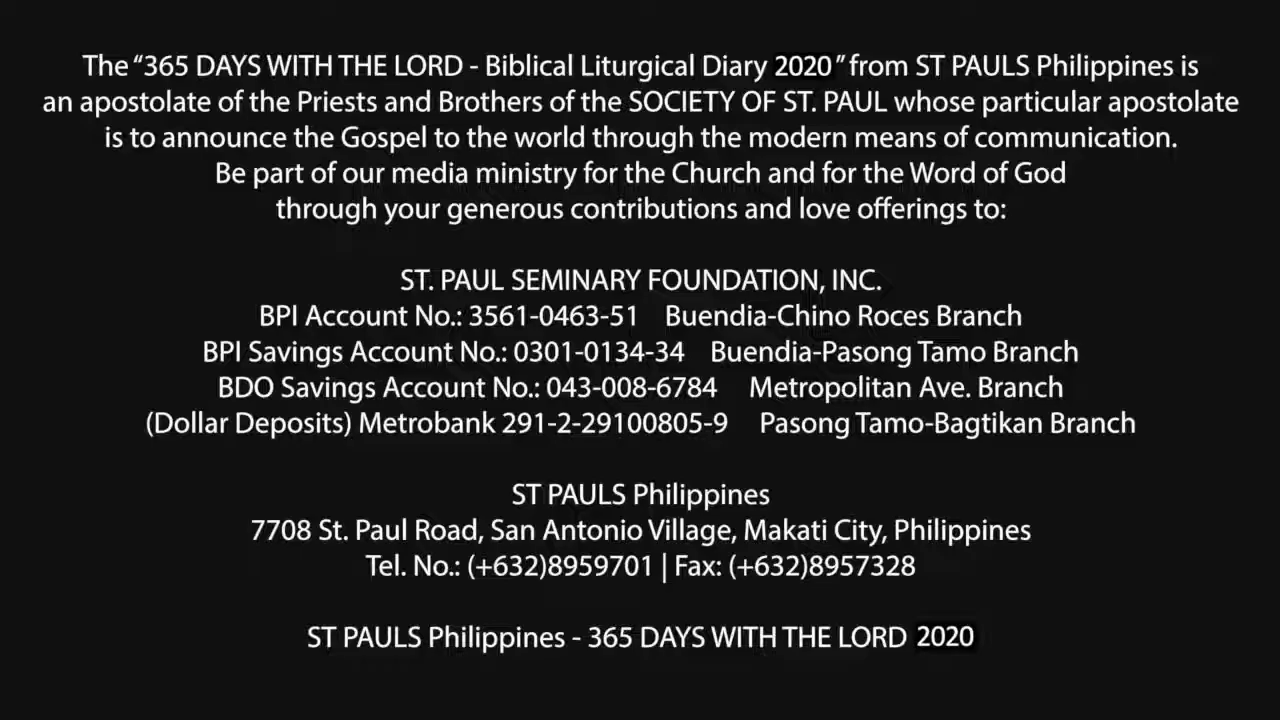 The “365 DAYS WITH THE LORD - Biblical Liturgical Diary 2020” from ST PAULS Philippines is
an apostolate of the Priests and Brothers of the SOCIETY OF ST. PAUL whose particular apostolate
is to announce the Gospel to the world through the modern means of communication.
Be part of our media ministry for the Church and for the Word of God
through your generous contributions and love offerings to:
ST. PAUL SEMINARY FOUNDATION, INC.
BPI Account No.: 3561-0463-51 Buendia-Chino Roces Branch
BPI Savings Account No.: 0301-0134-34 Buendia-Pasong Tamo Branch
BDO Savings Account No.: 043-008-6784 Metropolitan Ave. Branch
(Dollar Deposits) Metrobank 291-2-29100805-9 Pasong Tamo-Bagtikan Branch
ST PAULS Philippines
7708 St. Paul Road, San Antonio Village, Makati City, Philippines
Tel. No.: (+632)8959701 | Fax: (+632)8957328
ST PAULS Philippines - 365 DAYS WITH THE LORD 2020